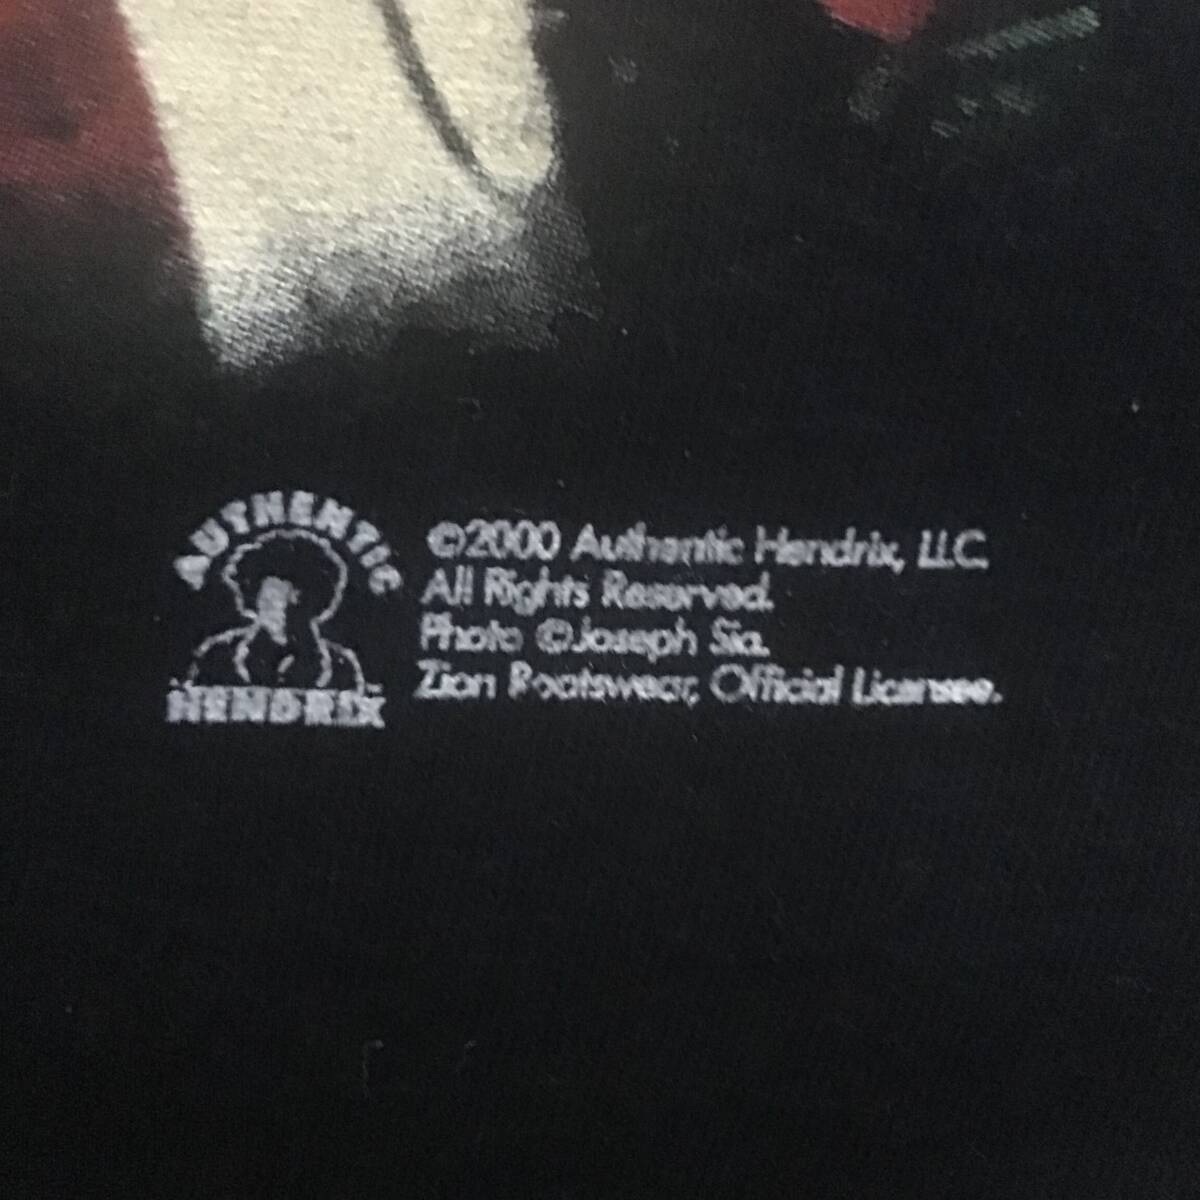 AUTHENTIC
HENDRIX
©2000 Authentic Hendrix, LLC
All Rights Reserved.
Photo ©Joseph Sia.
Zion Rootswear, Official Licensee.